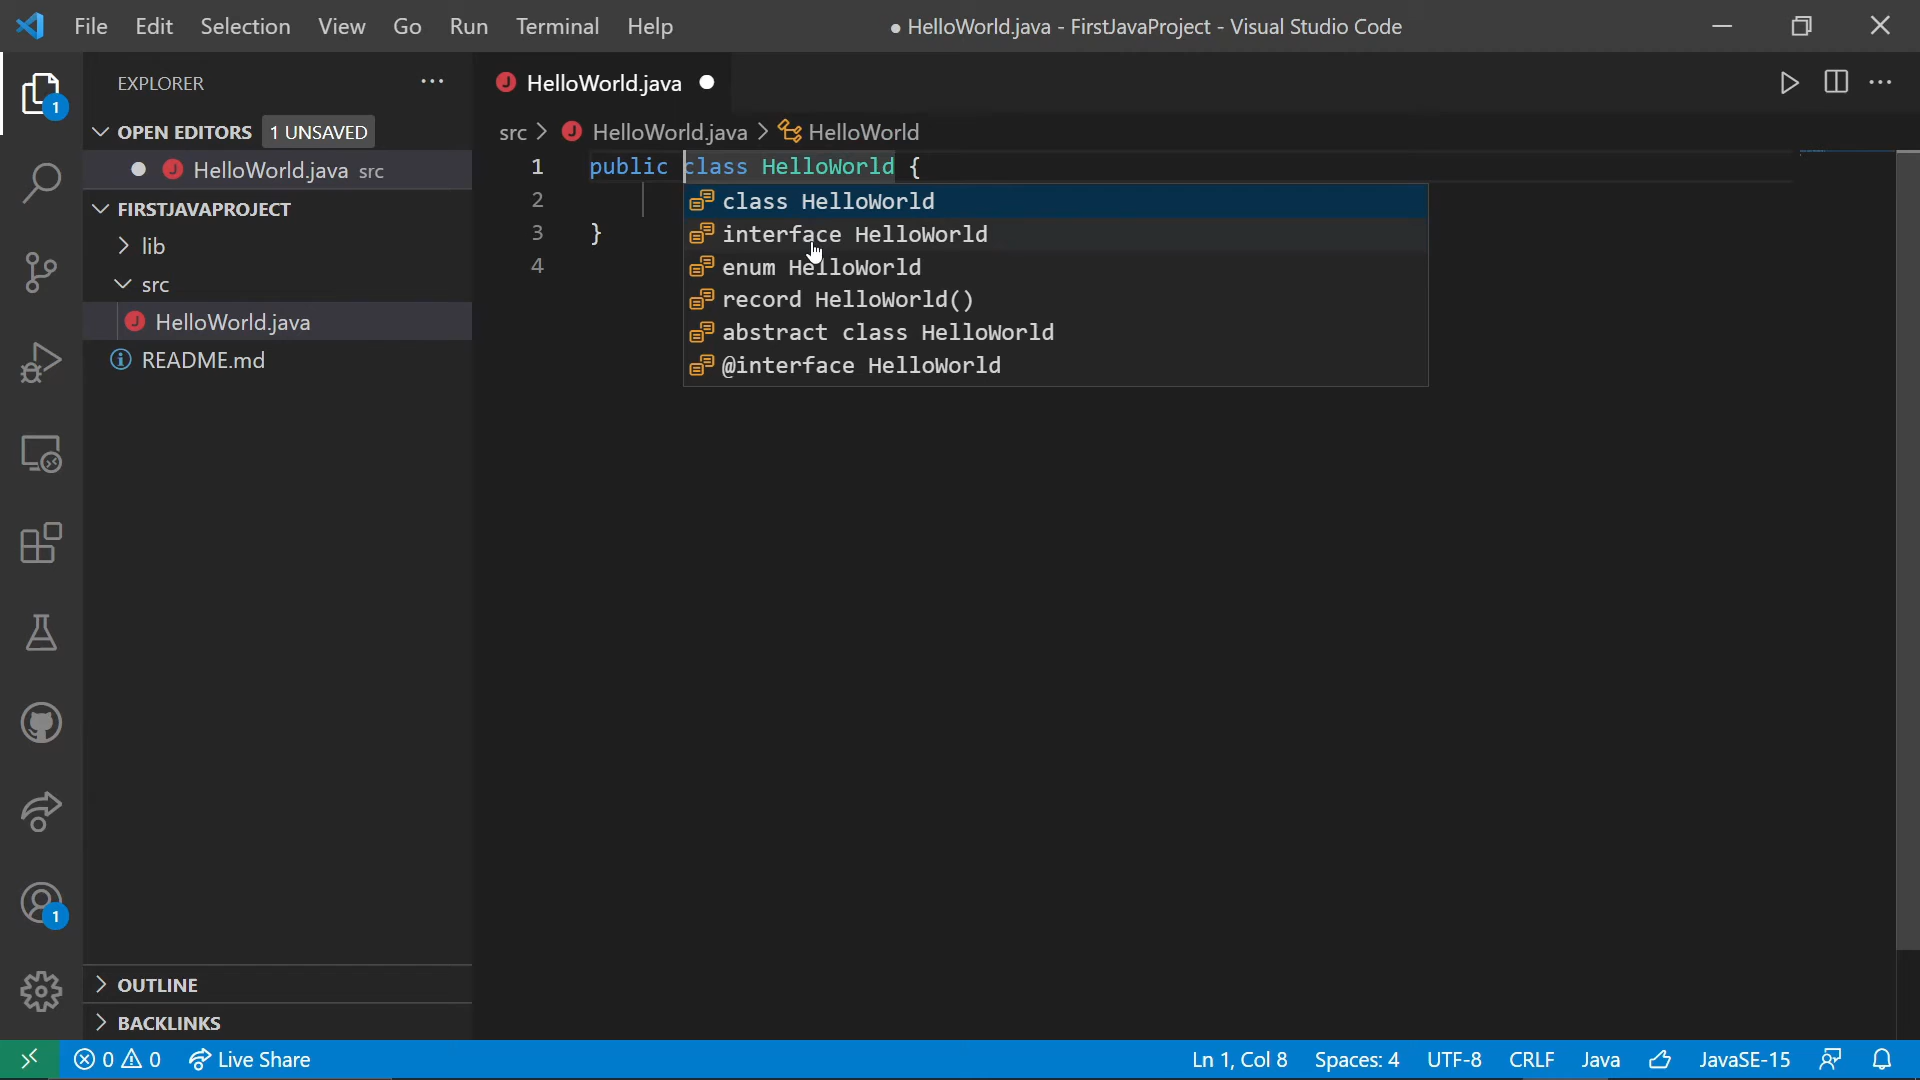 File Edit Selection View Go Run Terminal Help ● HelloWorld.java - FirstJavaProject - Visual Studio Code
EXPLORER
OPEN EDITORS 1 UNSAVED
HelloWorld.java src
FIRSTJAVAPROJECT
lib
src
HelloWorld.java
README.md
OUTLINE
BACKLINKS
1
1
HelloWorld.java
src > HelloWorld.java > HelloWorld
1 public class HelloWorld {
2
3 }
4
class HelloWorld
interface HelloWorld
enum HelloWorld
record HelloWorld()
abstract class HelloWorld
@interface HelloWorld
0 0 Live Share Ln 1, Col 8 Spaces: 4 UTF-8 CRLF Java JavaSE-15